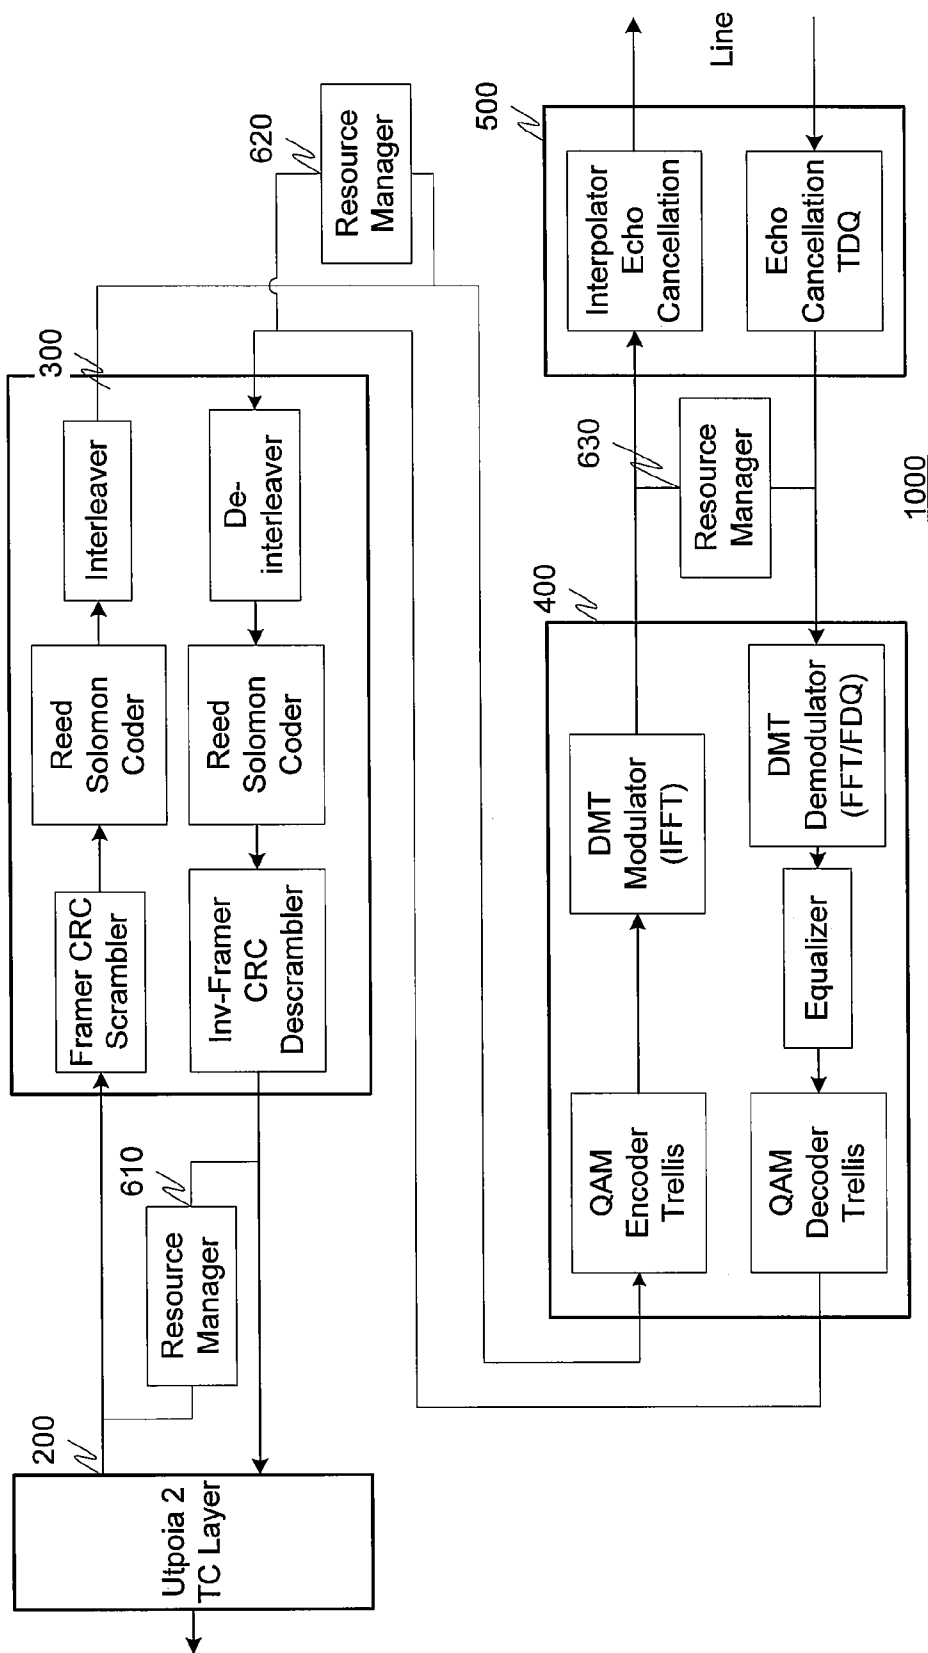 200
Utpoia 2
TC Layer
610
Resource
Manager
300
Framer CRC
Scrambler
Reed
Solomon
Coder
Interleaver
Inv-Framer
CRC
Descrambler
Reed
Solomon
Coder
De-
interleaver
620
Resource
Manager
400
QAM
Encoder
Trellis
DMT
Modulator
(IFFT)
QAM
Decoder
Trellis
Equalizer
DMT
Demodulator
(FFT/FDQ)
630
Resource
Manager
500
Interpolator
Echo
Cancellation
Echo
Cancellation
TDQ
Line
1000